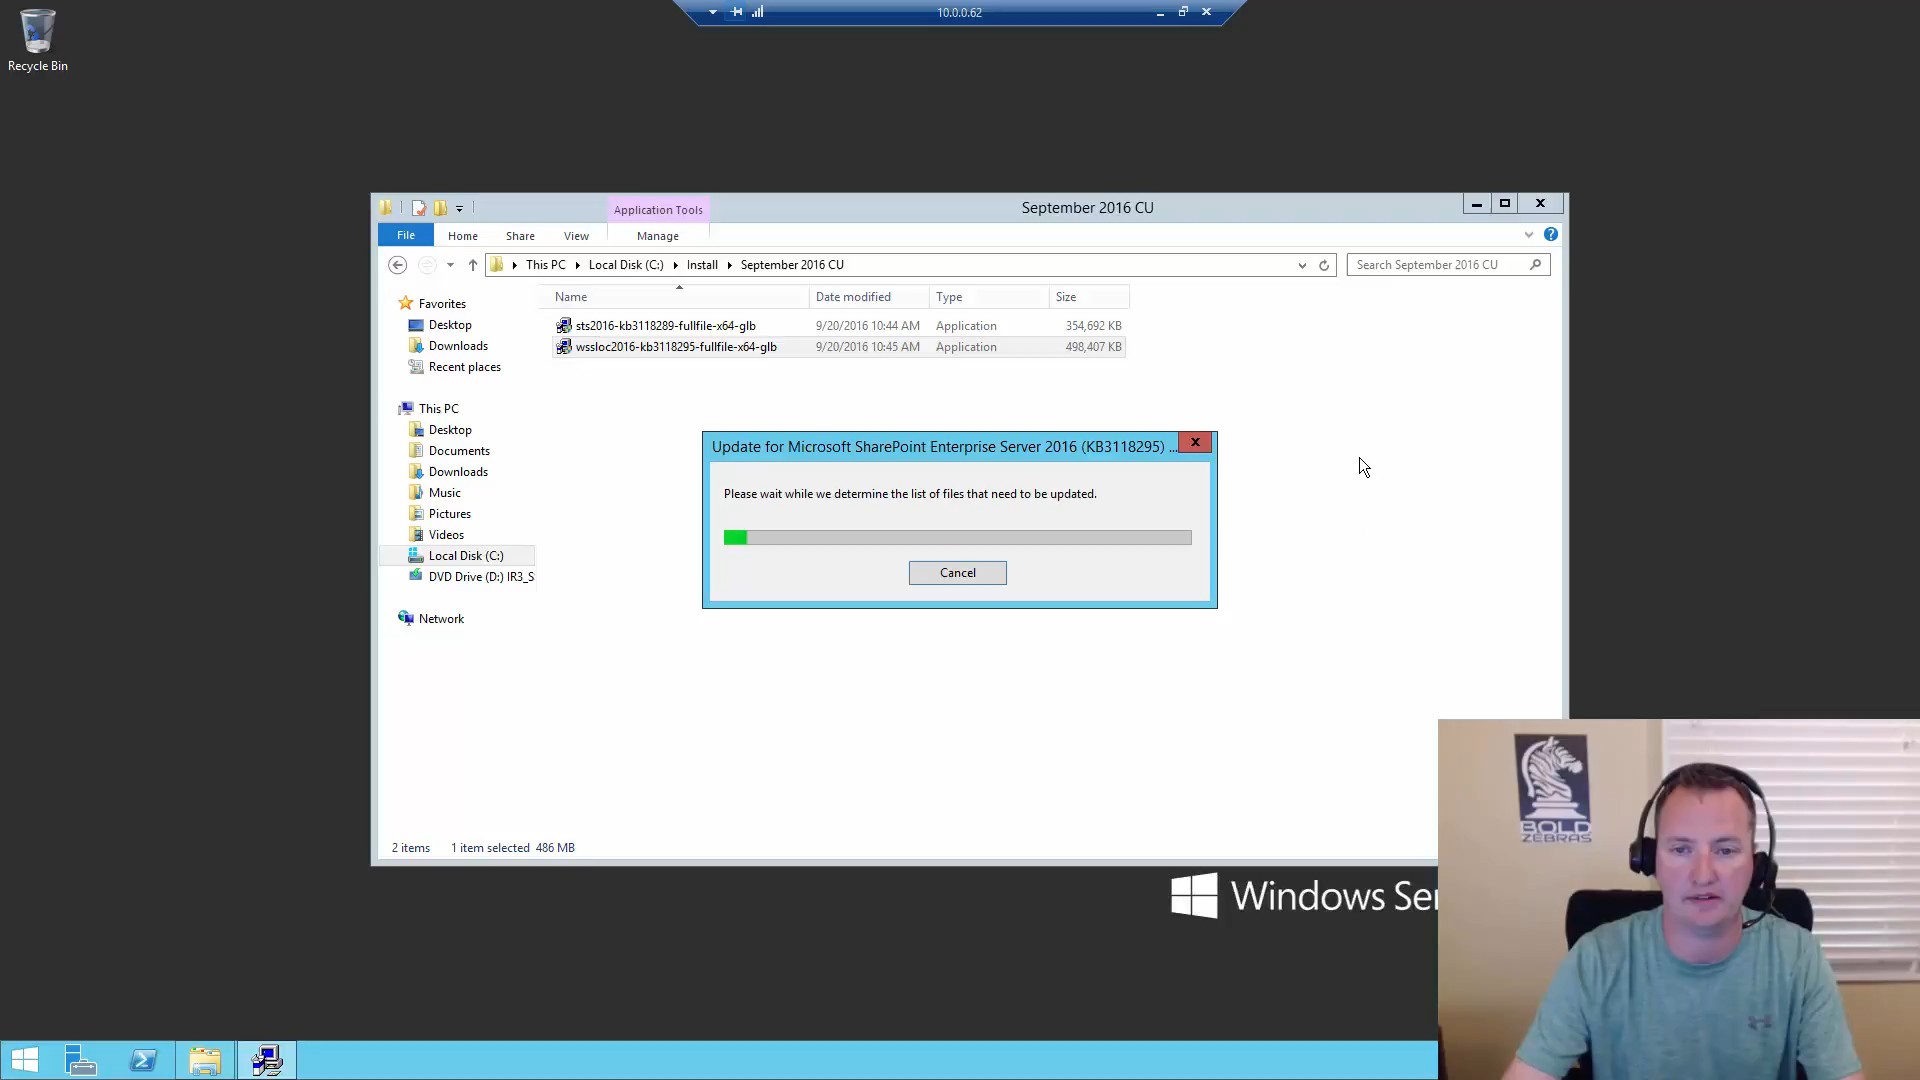 10.0.0.62
Recycle Bin
Application Tools
September 2016 CU
File
Home
Share
View
Manage
This PC
Local Disk (C:)
Install
September 2016 CU
Search September 2016 CU
Name
Date modified
Type
Size
sts2016-kb3118289-fullfile-x64-glb
9/20/2016 10:44 AM
Application
354,692 KB
wssloc2016-kb3118295-fullfile-x64-glb
9/20/2016 10:45 AM
Application
498,407 KB
Favorites
Desktop
Downloads
Recent places
This PC
Desktop
Documents
Downloads
Music
Pictures
Videos
Local Disk (C:)
DVD Drive (D:) IR3_S
Network
Update for Microsoft SharePoint Enterprise Server 2016 (KB3118295) ...
Please wait while we determine the list of files that need to be updated.
Cancel
2 items
1 item selected 486 MB
Windows Ser
BOLD
ZEBRAS